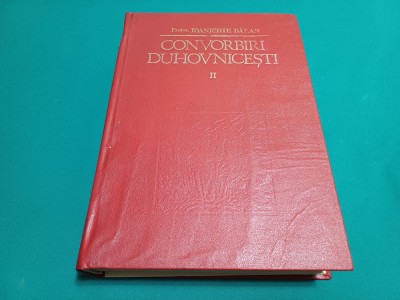 Protos. IOANICHIE BĂLAN
CONVORBIRI
DUHOVNICEȘTI
II